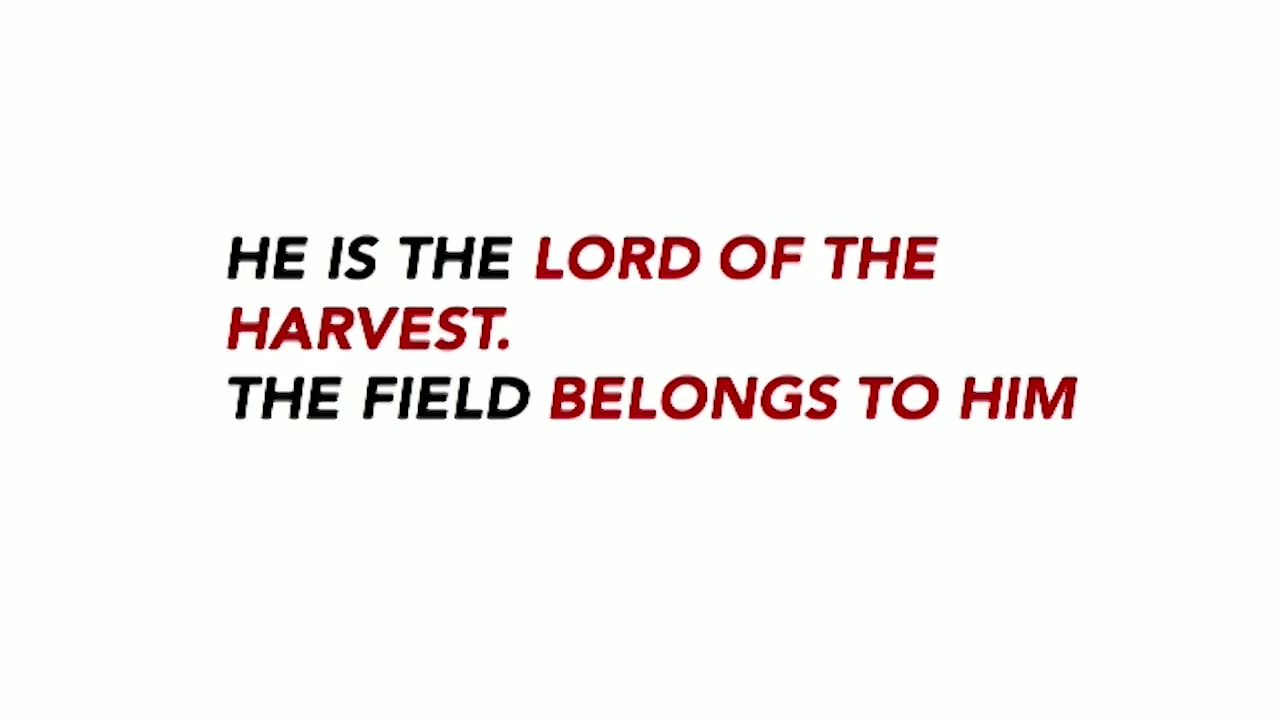 HE IS THE LORD OF THE
HARVEST.
THE FIELD BELONGS TO HIM